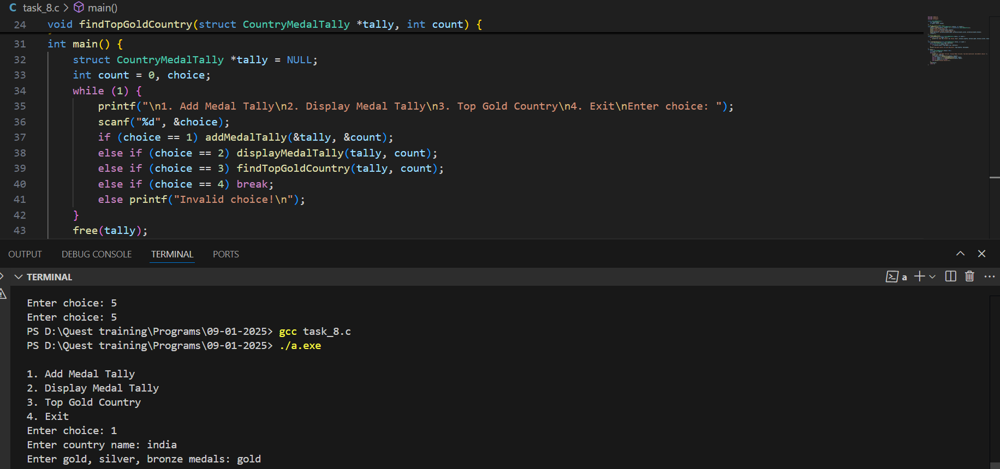 C task_8.c > main()
24 void findTopGoldCountry(struct CountryMedalTally *tally, int count) {
31 int main() {
32 struct CountryMedalTally *tally = NULL;
33 int count = 0, choice;
34 while (1) {
35 printf("\n1. Add Medal Tally\n2. Display Medal Tally\n3. Top Gold Country\n4. Exit\nEnter choice: ");
36 scanf("%d", &choice);
37 if (choice == 1) addMedalTally(&tally, &count);
38 else if (choice == 2) displayMedalTally(tally, count);
39 else if (choice == 3) findTopGoldCountry(tally, count);
40 else if (choice == 4) break;
41 else printf("Invalid choice!\n");
42 }
43 free(tally);
OUTPUT DEBUG CONSOLE TERMINAL PORTS
TERMINAL a
Enter choice: 5
Enter choice: 5
PS D:\Quest training\Programs\09-01-2025> gcc task_8.c
PS D:\Quest training\Programs\09-01-2025> ./a.exe
1. Add Medal Tally
2. Display Medal Tally
3. Top Gold Country
4. Exit
Enter choice: 1
Enter country name: india
Enter gold, silver, bronze medals: gold